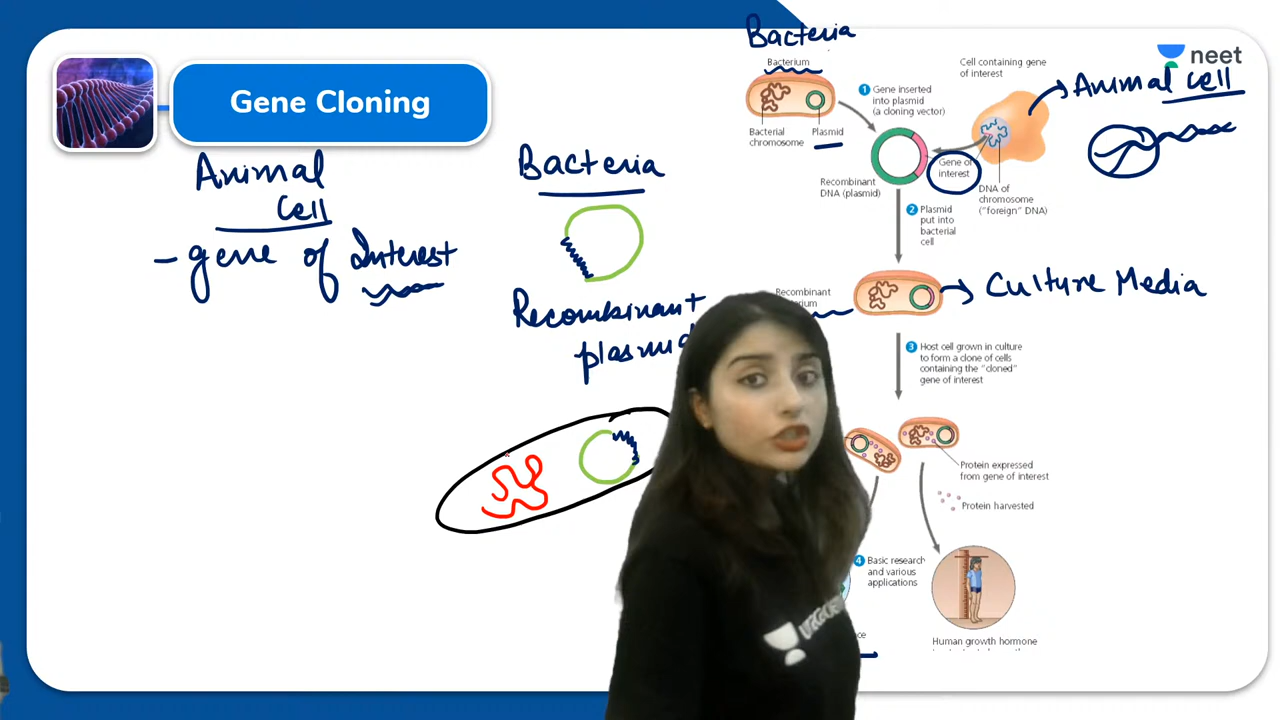 Gene Cloning
neet
Animal
Cell
- gene of Interest
Bacteria
Recombinant
Bacteria
Bacterium
Bacterial
chromosome
Plasmid
1 Gene inserted
into plasmid
(a cloning vector)
Cell containing gene
of interest
Animal Cell
Recombinant
DNA (plasmid)
Gene of
interest
DNA of
chromosome
("foreign" DNA)
2 Plasmid
put into
bacterial
cell
Recombinant
Culture Media
3 Host cell grown in culture
to form a clone of cells
containing the "cloned"
gene of interest
Protein expressed
from gene of interest
Protein harvested
4 Basic research
and various
applications
Human growth hormone